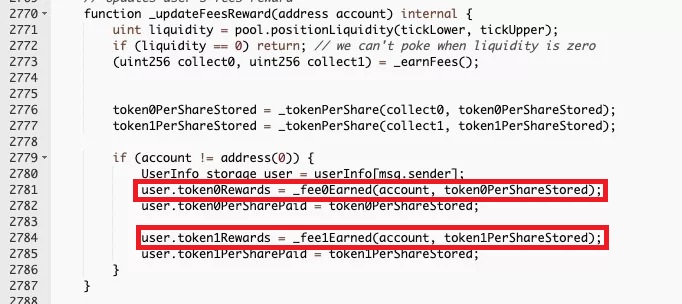 // Updates user's fees reward
2770 function _updateFeesReward(address account) internal {
2771 uint liquidity = pool.positionLiquidity(tickLower, tickUpper);
2772 if (liquidity == 0) return; // we can't poke when liquidity is zero
2773 (uint256 collect0, uint256 collect1) = _earnFees();
2774
2775
2776 token0PerShareStored = _tokenPerShare(collect0, token0PerShareStored);
2777 token1PerShareStored = _tokenPerShare(collect1, token1PerShareStored);
2778
2779 if (account != address(0)) {
2780 UserInfo storage user = userInfo[msg.sender];
2781 user.token0Rewards = _fee0Earned(account, token0PerShareStored);
2782 user.token0PerSharePaid = token0PerShareStored;
2783
2784 user.token1Rewards = _fee1Earned(account, token1PerShareStored);
2785 user.token1PerSharePaid = token1PerShareStored;
2786 }
2787 }
2788